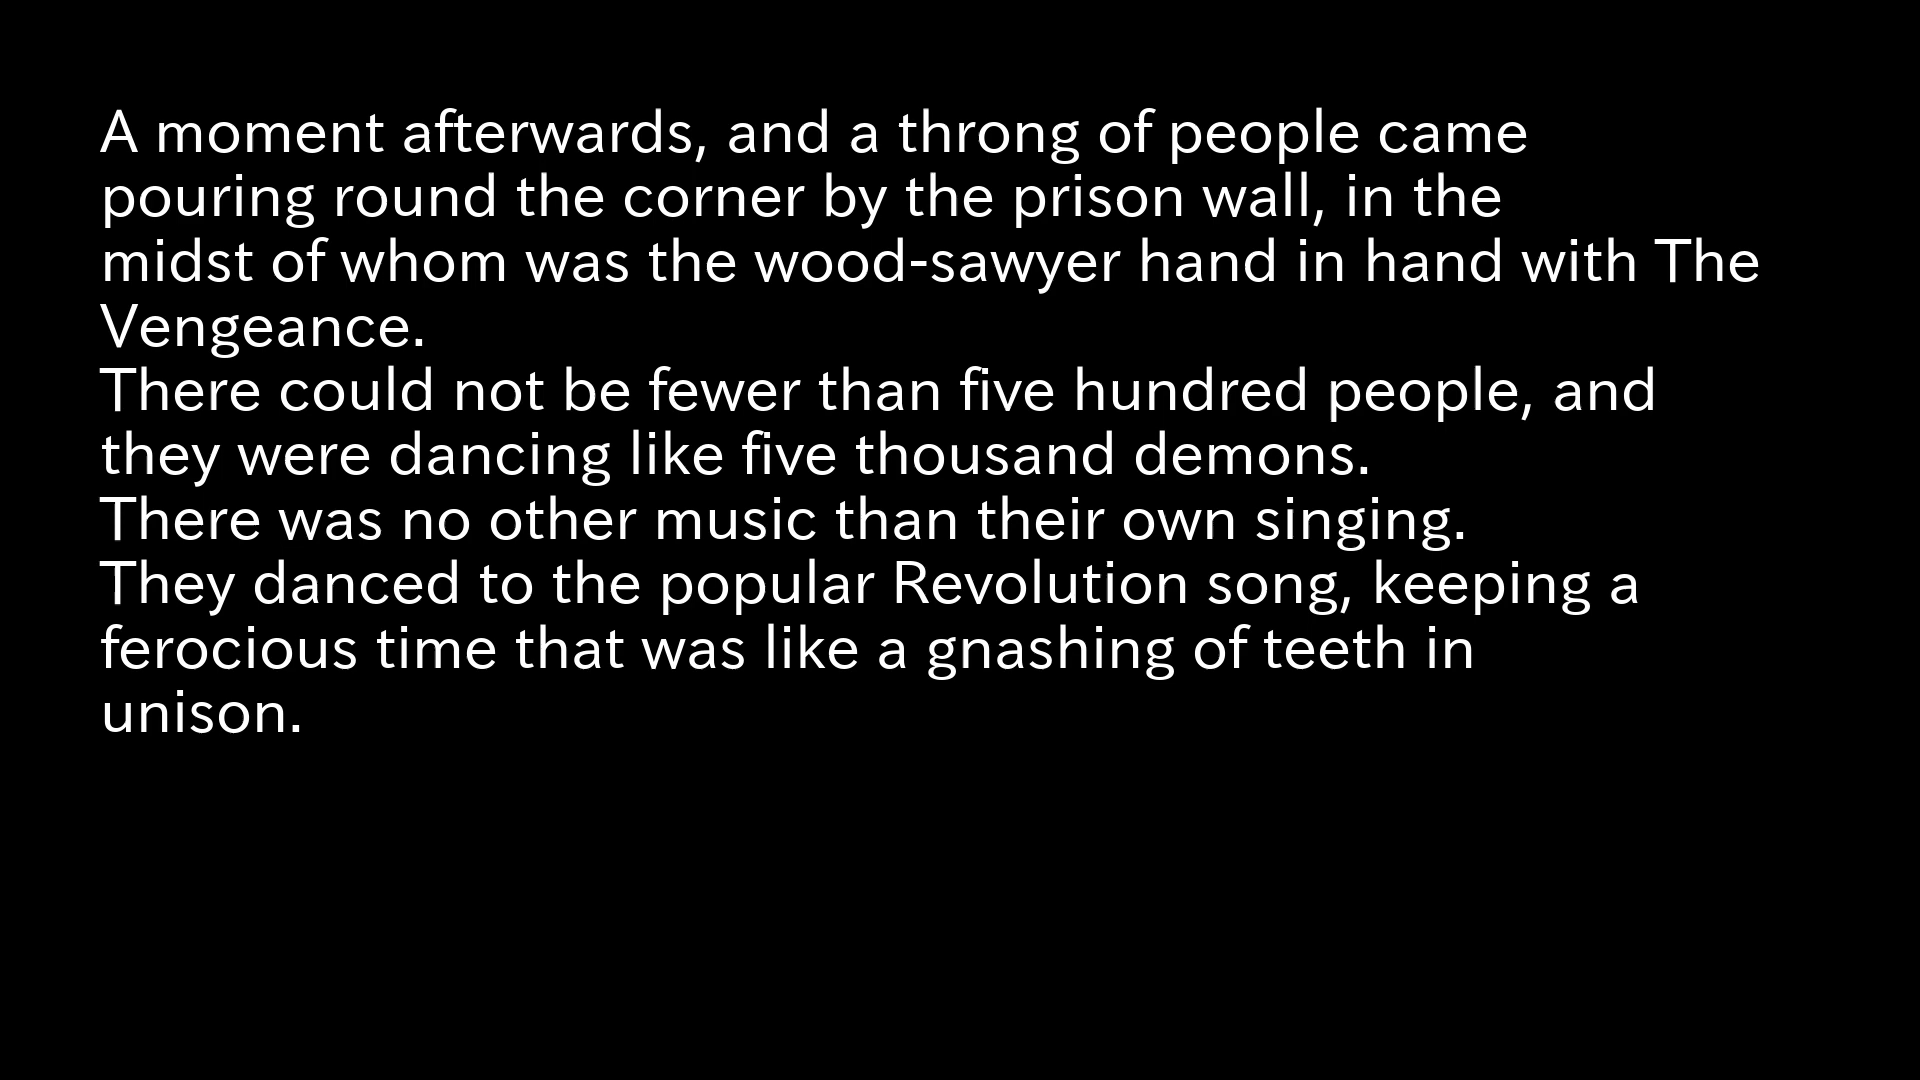 A moment afterwards, and a throng of people came
pouring round the corner by the prison wall, in the
midst of whom was the wood-sawyer hand in hand with The
Vengeance.
There could not be fewer than five hundred people, and
they were dancing like five thousand demons.
There was no other music than their own singing.
They danced to the popular Revolution song, keeping a
ferocious time that was like a gnashing of teeth in
unison.